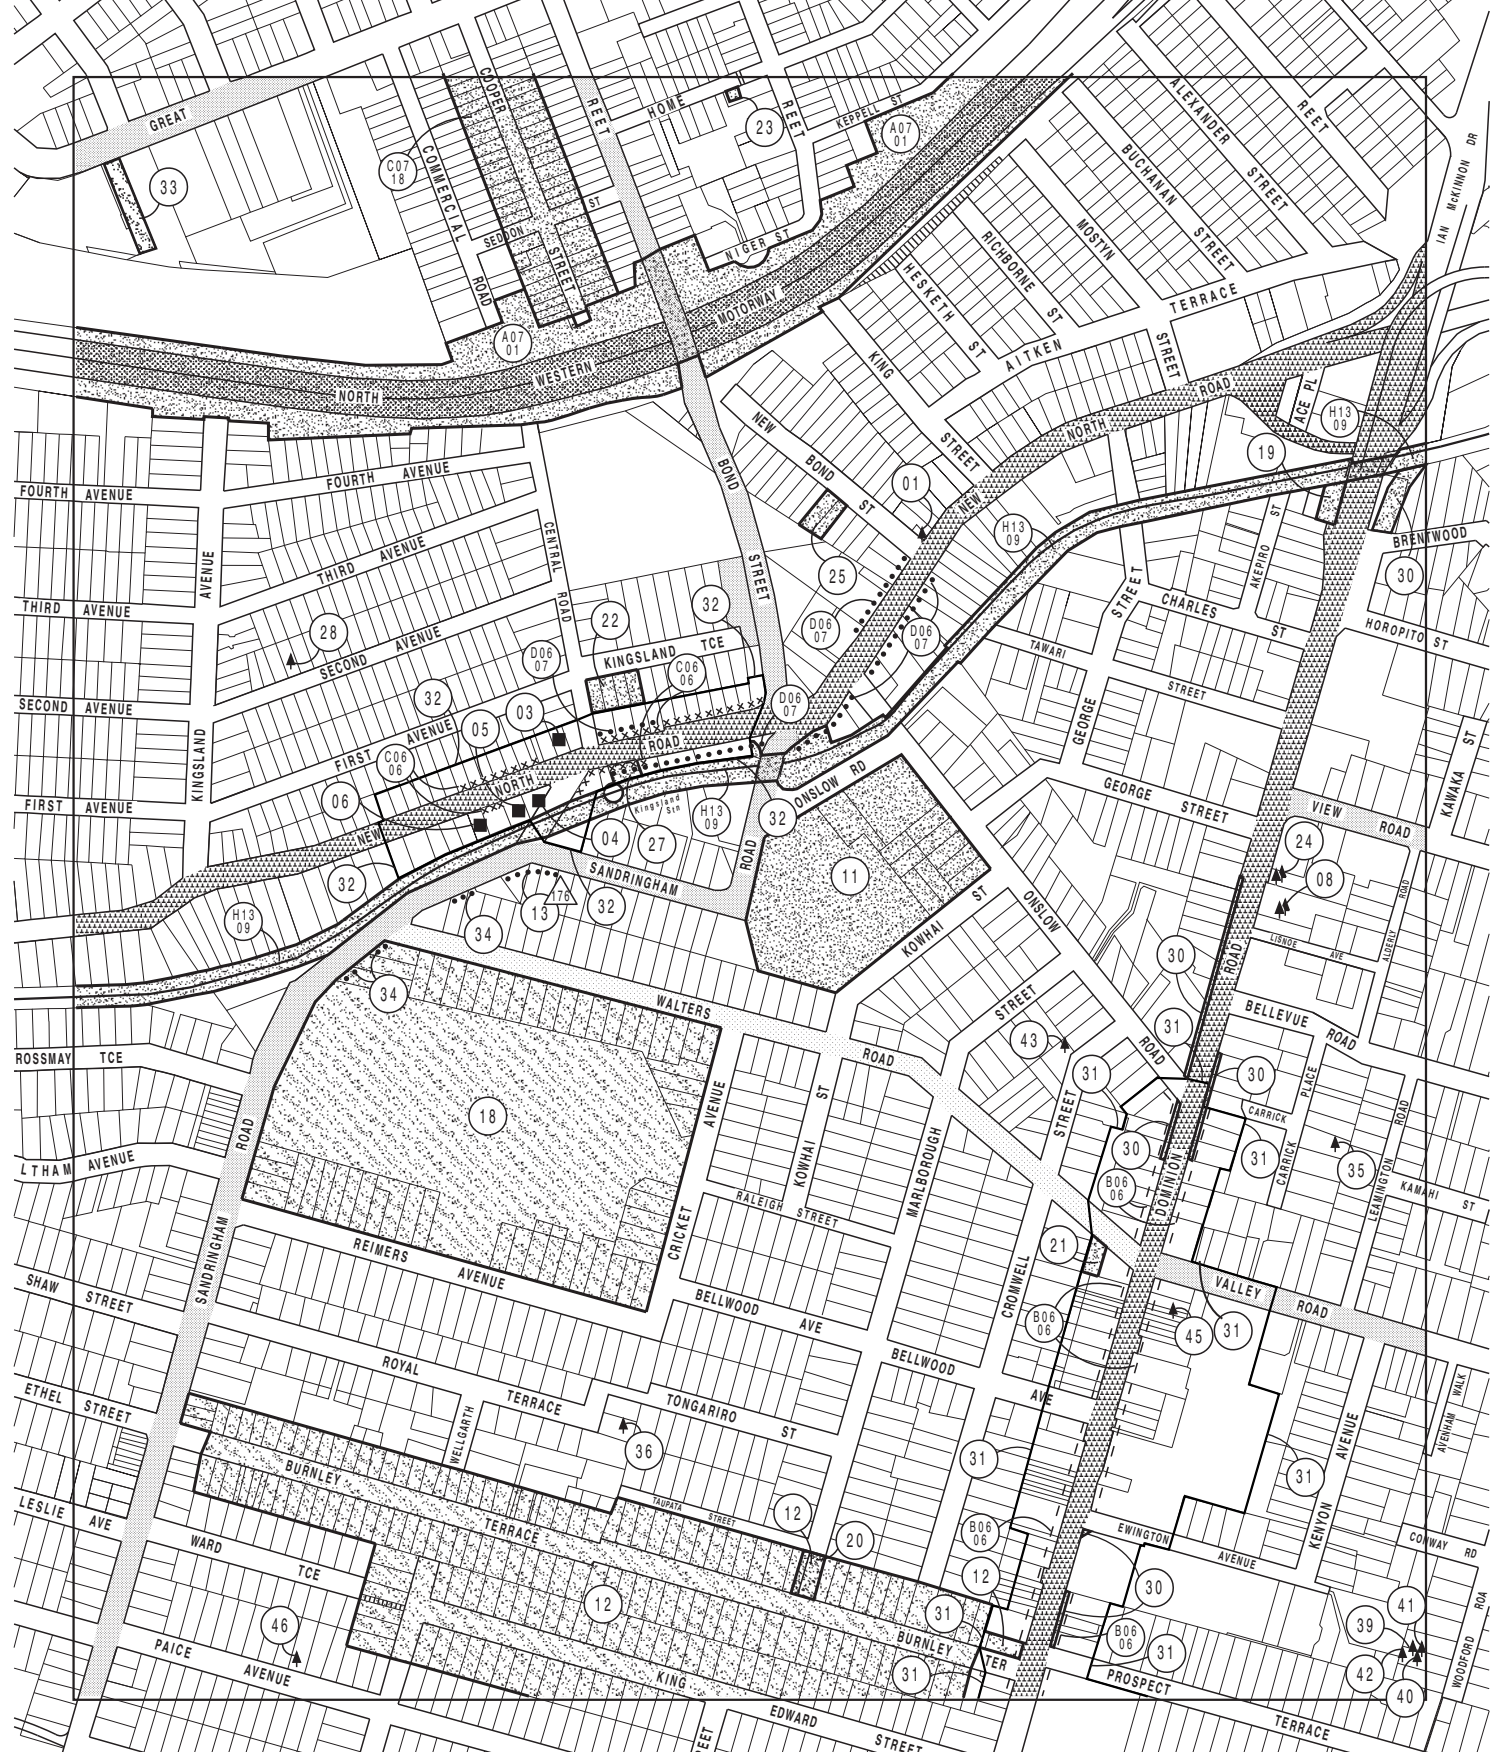 GREAT
COOPER
REET
HOME
23
REET
KEPPELL ST
A07
01
ALEXANDER
STREET
REET
IAN McKINNON DR
33
C07
18
COMMERCIAL
ROAD
SEDDON
ST
STREET
NIGER ST
BUCHANAN
STREET
MOSTYN
RICHBORNE
ST
HESKETH
ST
TERRACE
AITKEN
STREET
A07
01
NORTH
WESTERN
MOTORWAY
KING
STREET
ROAD
ACE PL
H13
09
19
NEW
BOND
ST
NORTH
NEW
01
H13
09
BOND
STREET
FOURTH AVENUE
FOURTH AVENUE
AVENUE
THIRD AVENUE
THIRD AVENUE
CENTRAL
ROAD
25
BRENTWOOD
30
AKEPIRO
ST
CHARLES
ST
STREET
HOROPITO ST
28
SECOND AVENUE
SECOND AVENUE
D06
07
22
32
KINGSLAND TCE
C06
06
D06
07
D06
07
TAWARI
STREET
GEORGE
32
05
03
D06
07
KINGSLAND
FIRST AVENUE
FIRST AVENUE
C06
06
06
NEW
NORTH
ROAD
Kingsland
Stn
H13
09
ONSLOW RD
32
GEORGE STREET
KAWAKA ST
VIEW ROAD
04
27
SANDRINGHAM
ROAD
11
24
08
32
H13
09
34
13
176
32
KOWHAI ST
ONSLOW
ROAD
LISNOE
AVE
ALDERLY
ROAD
30
ROAD
34
WALTERS
ROAD
STREET
43
31
BELLEVUE
ROAD
ROSSMAY TCE
31
STREET
30
CARRICK
PLACE
ROAD
18
AVENUE
KOWHAI
ST
MARLBOROUGH
30
31
CARRICK
35
ROAD
LTHAM AVENUE
B06
06
DOMINION
LEAMINGTON
KAMAHI
ST
RALEIGH STREET
SANDRINGHAM
REIMERS
AVENUE
CRICKET
21
CROMWELL
VALLEY
ROAD
SHAW
STREET
BELLWOOD
AVE
B06
06
45
31
ROYAL
TERRACE
BELLWOOD
AVE
ETHEL
STREET
WELLGARTH
TONGARIRO
ST
36
31
31
AVENUE
AVENHAM WALK
BURNLEY
TERRACE
TAUPATA
STREET
12
20
B06
06
EWINGTON
AVENUE
KENYON
CONWAY RD
LESLIE AVE
WARD
TCE
12
12
31
30
41
39
46
BURNLEY
TER
B06
06
31
42
40
WOODFORD ROA
PAICE
AVENUE
KING
31
PROSPECT
TERRACE
EDWARD
STREET
EET